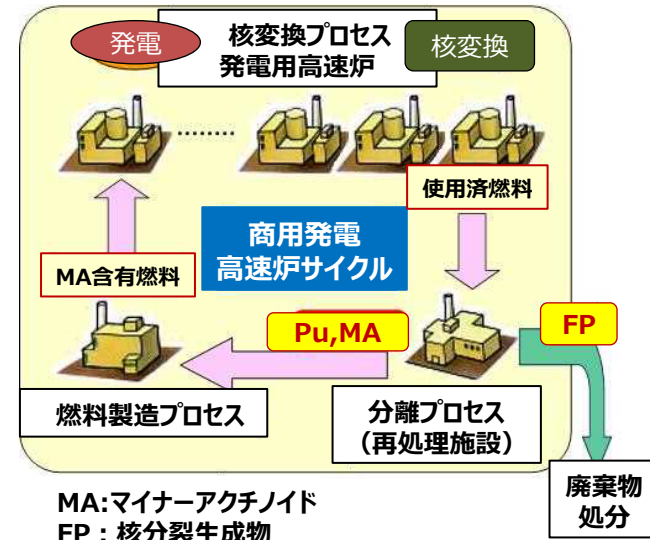 発電
核変換プロセス
発電用高速炉
核変換
使用済燃料
商用発電
高速炉サイクル
MA含有燃料
Pu,MA
FP
燃料製造プロセス
分離プロセス
（再処理施設）
廃棄物
処分
MA:マイナーアクチノイド
FP：核分裂生成物